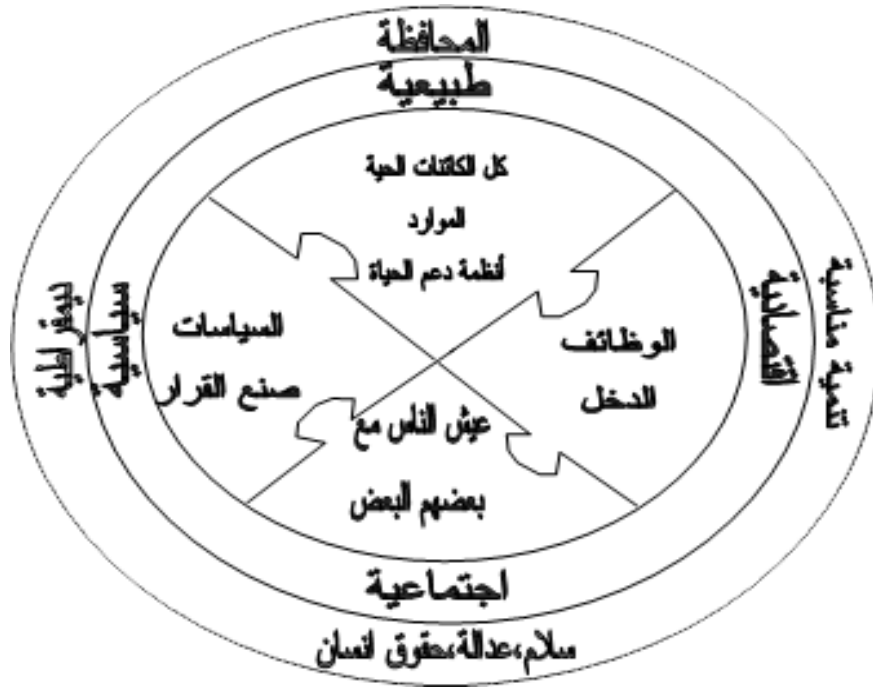 المحافظة
طبيعية
كل الكائنات الحية
الموارد
أنظمة دعم الحياة
تنمية مناسبة
اقتصادية
الوظائف
الدخل
سياسية
ديمقراطية
السياسات
صنع القرار
عيش الناس مع
بعضهم البعض
اجتماعية
سلام،عدالة،حقوق انسان